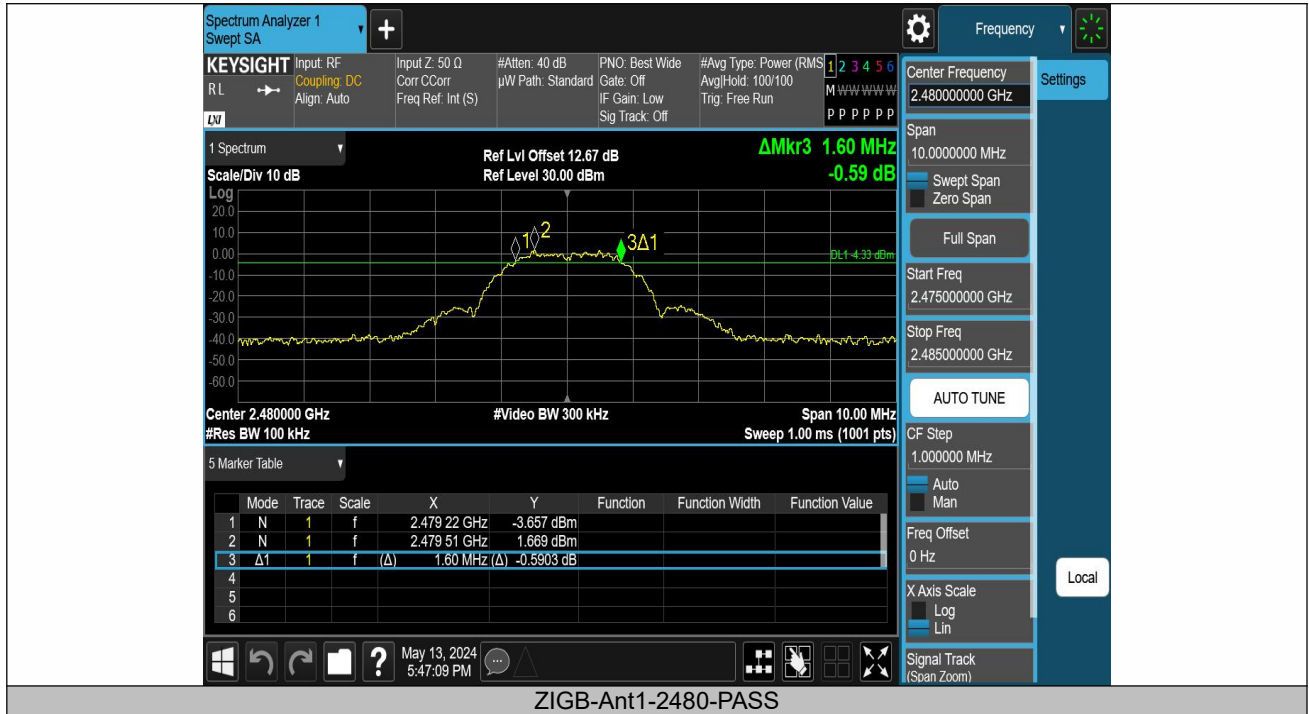 Spectrum Analyzer 1
Swept SA
+
Frequency
KEYSIGHT
Input: RF
Input Z: 50 Ω
#Atten: 40 dB
PNO: Best Wide
#Avg Type: Power (RMS
1 2 3 4 5 6
RL
Coupling: DC
Corr CCorr
µW Path: Standard
Gate: Off
Avg|Hold: 100/100
M W W W W W
Align: Auto
Freq Ref: Int (S)
IF Gain: Low
Trig: Free Run
P P P P P P
Sig Track: Off
LXI
1 Spectrum
Ref Lvl Offset 12.67 dB
ΔMkr3 1.60 MHz
Scale/Div 10 dB
Ref Level 30.00 dBm
-0.59 dB
Log
20.0
10.0
0.00
-10.0
-20.0
-30.0
-40.0
-50.0
-60.0
1
2
3Δ1
DL1 -4.33 dBm
Center 2.480000 GHz
#Video BW 300 kHz
Span 10.00 MHz
#Res BW 100 kHz
Sweep 1.00 ms (1001 pts)
5 Marker Table
Mode Trace Scale X Y Function Function Width Function Value
1 N 1 f 2.479 22 GHz -3.657 dBm
2 N 1 f 2.479 51 GHz 1.669 dBm
3 Δ1 1 f (Δ) 1.60 MHz (Δ) -0.5903 dB
4
5
6
?
May 13, 2024
5:47:09 PM
Center Frequency
2.480000000 GHz
Settings
Span
10.0000000 MHz
Swept Span
Zero Span
Full Span
Start Freq
2.475000000 GHz
Stop Freq
2.485000000 GHz
AUTO TUNE
CF Step
1.000000 MHz
Auto
Man
Freq Offset
0 Hz
Local
X Axis Scale
Log
Lin
Signal Track
(Span Zoom)
ZIGB-Ant1-2480-PASS